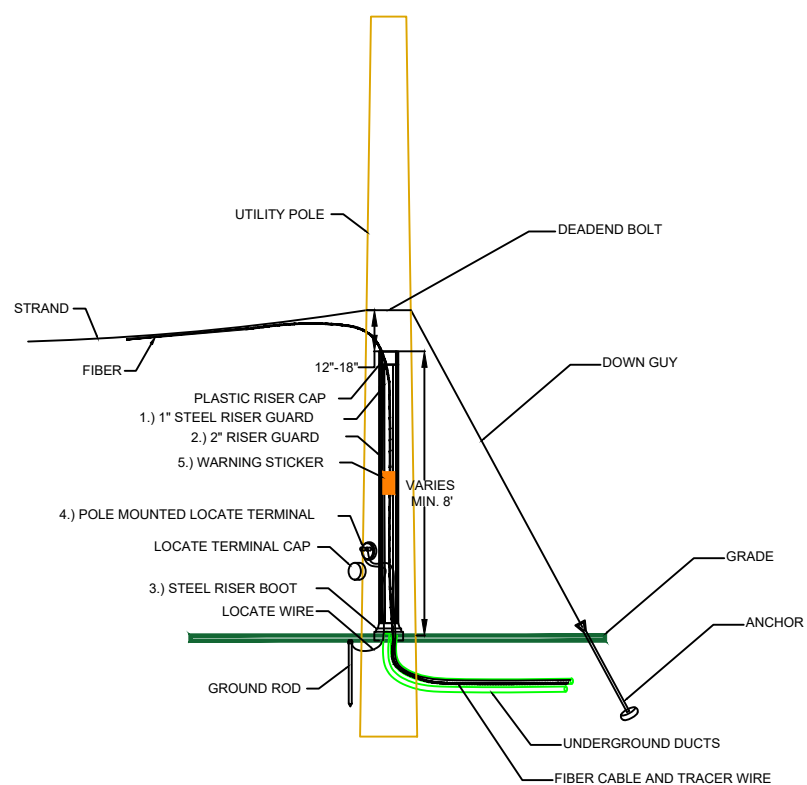 UTILITY POLE
DEADEND BOLT
STRAND
FIBER
12"-18"
DOWN GUY
PLASTIC RISER CAP
1.) 1" STEEL RISER GUARD
2.) 2" RISER GUARD
5.) WARNING STICKER
VARIES
MIN. 8'
4.) POLE MOUNTED LOCATE TERMINAL
LOCATE TERMINAL CAP
GRADE
3.) STEEL RISER BOOT
LOCATE WIRE
ANCHOR
GROUND ROD
UNDERGROUND DUCTS
FIBER CABLE AND TRACER WIRE